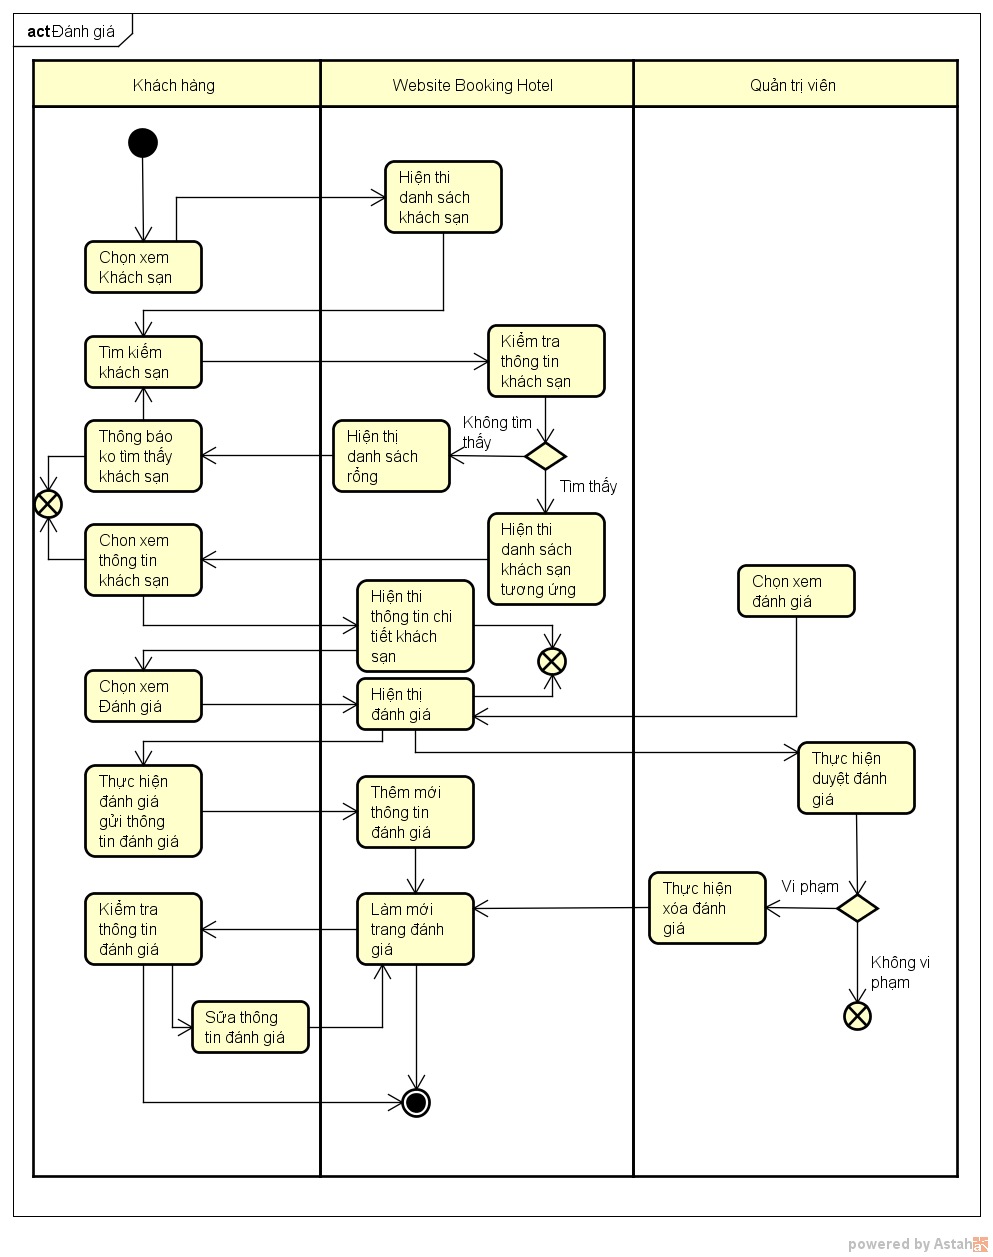 act Đánh giá
Khách hàng
Website Booking Hotel
Quản trị viên
Hiện thi
danh sách
khách sạn
Chọn xem
Khách sạn
Tìm kiếm
khách sạn
Kiểm tra
thông tin
khách sạn
Thông báo
ko tìm thấy
khách sạn
Hiện thị
danh sách
rổng
Không tìm
thấy
Tìm thấy
Chon xem
thông tin
khách sạn
Hiện thi
danh sách
khách sạn
tương ứng
Chọn xem
đánh giá
Hiện thi
thông tin chi
tiết khách
sạn
Chọn xem
Đánh giá
Hiện thị
đánh giá
Thực hiện
duyệt đánh
giá
Thực hiện
đánh giá
gửi thông
tin đánh giá
Thêm mới
thông tin
đánh giá
Kiểm tra
thông tin
đánh giá
Làm mới
trang đánh
giá
Thực hiện
xóa đánh
giá
Vi phạm
Không vi
phạm
Sữa thông
tin đánh giá
powered by Astah